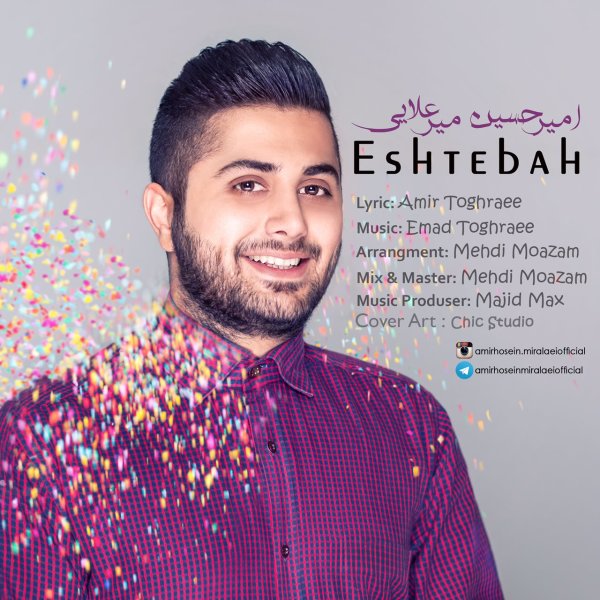 امیرحسین میرعلایی
EshtebaH
Lyric: Amir Toghraee
Music: Emad Toghraee
Arrangment: Mehdi Moazam
Mix & Master: Mehdi Moazam
Music Produser: Majid Max
Cover Art : Chic Studio
amirhosein.miralaeiofficial
amirhoseinmiralaeiofficial